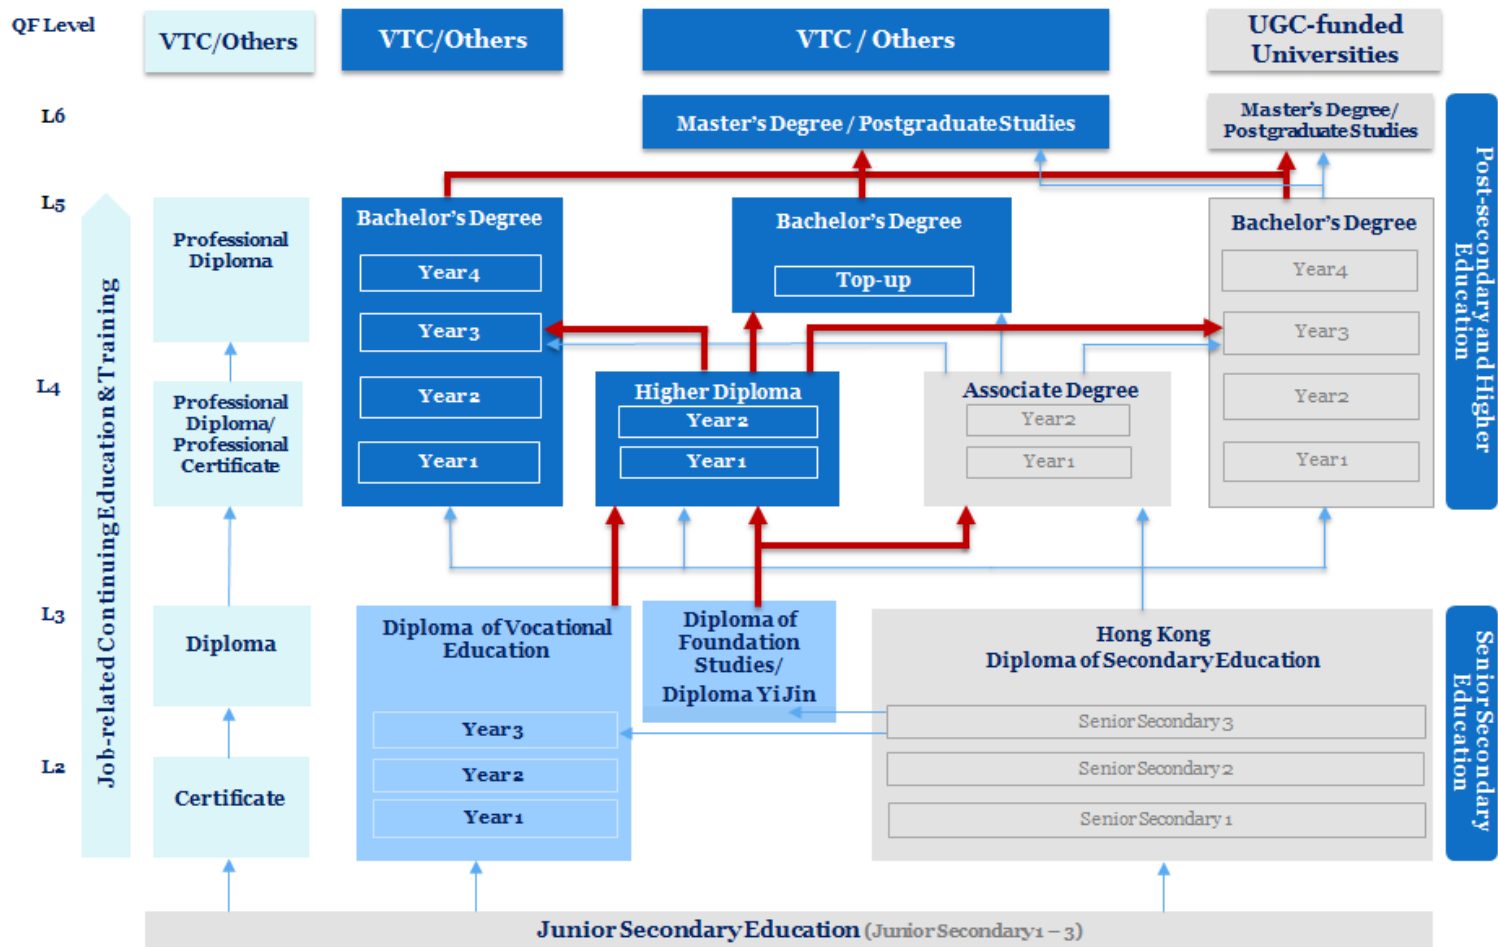 QF Level
VTC/Others
VTC/Others
VTC / Others
UGC-funded
Universities
L6
Master's Degree / Postgraduate Studies
Master's Degree/
Postgraduate Studies
L5
Professional
Diploma
Bachelor's Degree
Year 4
Year 3
Year 2
Year 1
Bachelor's Degree
Top-up
Bachelor's Degree
Year 4
Year 3
Year 2
Year 1
Post-secondary and Higher
Education
L4
Professional
Diploma/
Professional
Certificate
Higher Diploma
Year 2
Year 1
Associate Degree
Year 2
Year 1
Job-related Continuing Education & Training
L3
Diploma
Diploma of Vocational
Education
Year 3
Year 2
Year 1
Diploma of
Foundation
Studies/
Diploma Yi Jin
Hong Kong
Diploma of Secondary Education
Senior Secondary 3
Senior Secondary 2
Senior Secondary 1
Senior Secondary
Education
L2
Certificate
Junior Secondary Education (Junior Secondary 1 – 3)